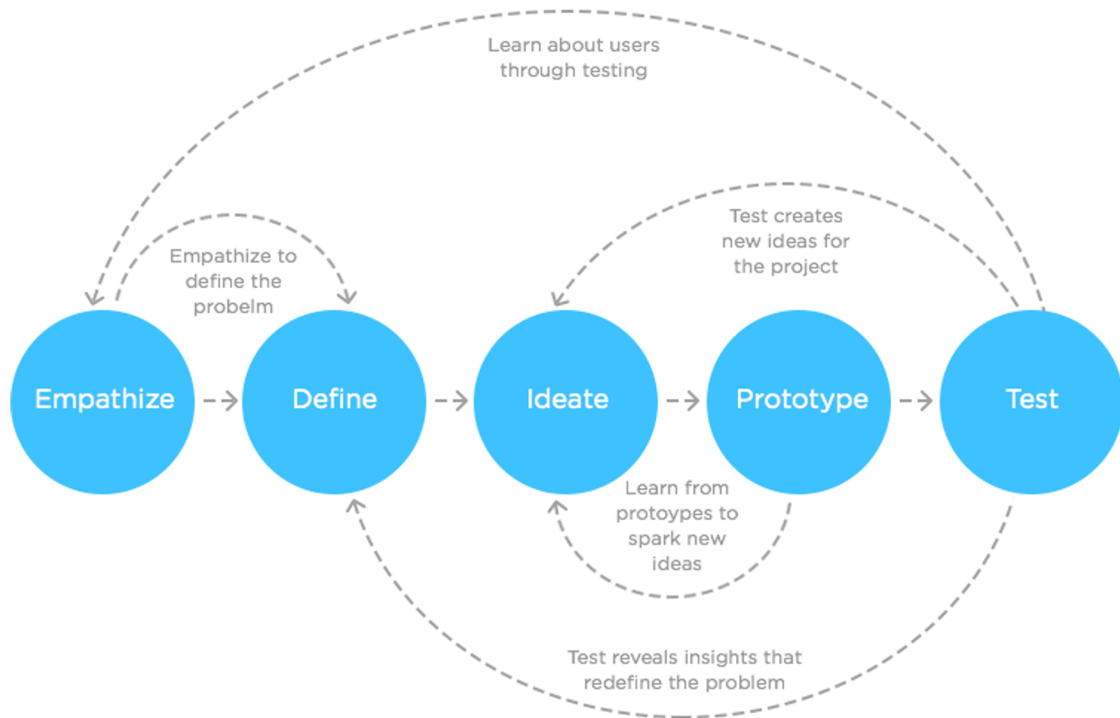 Learn about users
through testing
Test creates
new ideas for
the project
Empathize to
define the
probelm
Empathize
Define
Ideate
Prototype
Test
Learn from
protoypes to
spark new
ideas
Test reveals insights that
redefine the problem